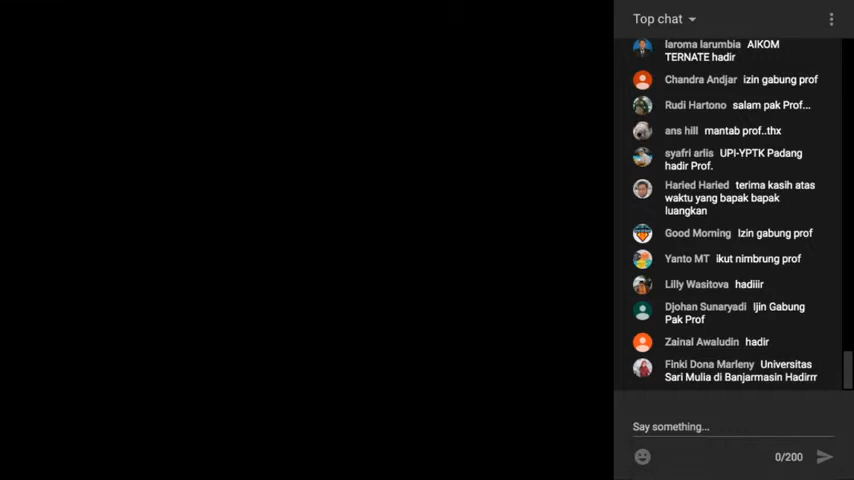 Top chat
laroma larumbia AIKOM
TERNATE hadir
Chandra Andjar izin gabung prof
Rudi Hartono salam pak Prof...
ans hill mantab prof..thx
syafri arlis UPI-YPTK Padang
hadir Prof.
Haried Haried terima kasih atas
waktu yang bapak bapak
luangkan
Good Morning Izin gabung prof
Yanto MT ikut nimbrung prof
Lilly Wasitova hadiiir
Djohan Sunaryadi Ijin Gabung
Pak Prof
Zainal Awaludin hadir
Finki Dona Marleny Universitas
Sari Mulia di Banjarmasin Hadirrr
Say something...
0/200